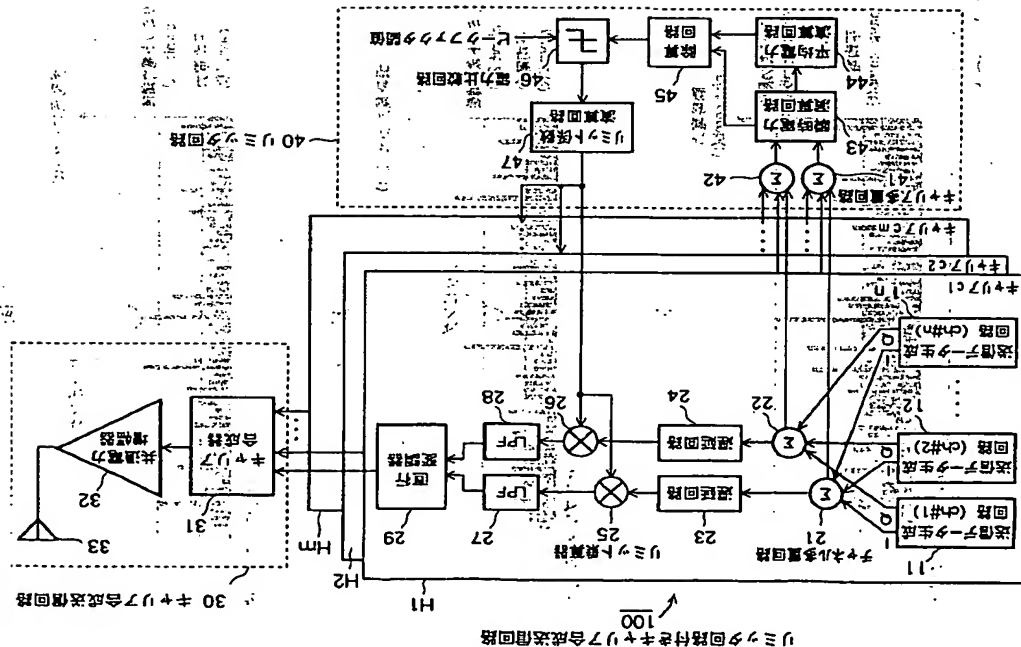 リミッタ回路付きキャリア合成送信回路
100
H1
H2
Hm
30 キャリア合成送信回路
11
送信データ生成
回路 (ch#1)
I
Q
12
送信データ生成
回路 (ch#2)
I
Q
1n
送信データ生成
回路 (ch#n)
I
Q
チャネル多重回路
21
Σ
22
Σ
23
遅延回路
24
遅延回路
リミット乗算器
25
26
27
LPF
28
LPF
29
直行
変調器
31
キャリア
合成器
32
共通電力
増幅器
33
キャリアc1
キャリアc2
キャリアcm
キャリア多重回路
41
Σ
42
Σ
40 リミッタ回路
43
瞬時電力
演算回路
44
平均電力
演算回路
45
除算
回路
46 電力比較回路
ピークファクタ閾値
47
リミット係数
演算回路